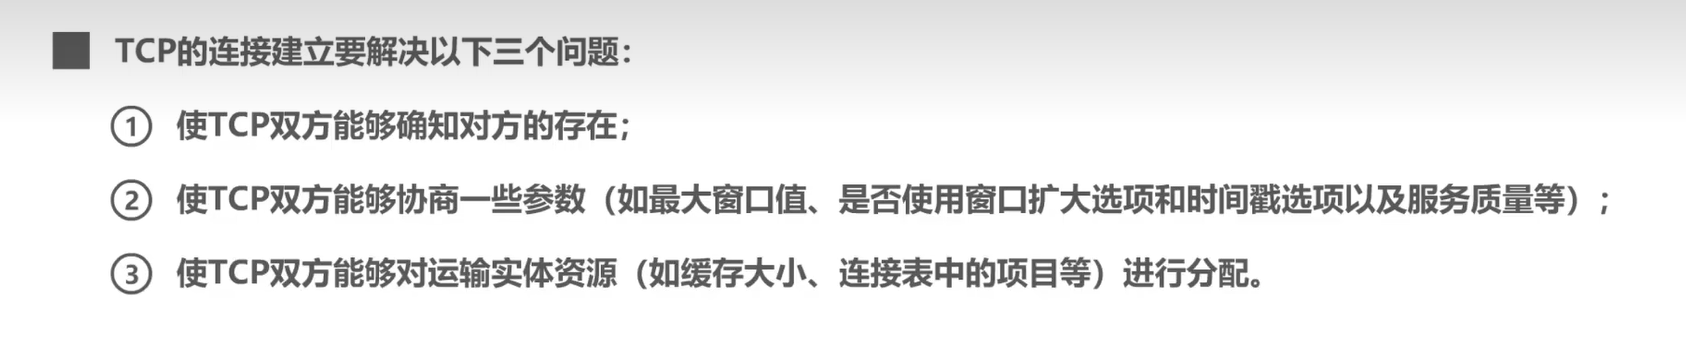 TCP的连接建立要解决以下三个问题：
① 使TCP双方能够确知对方的存在；
② 使TCP双方能够协商一些参数（如最大窗口值、是否使用窗口扩大选项和时间戳选项以及服务质量等）；
③ 使TCP双方能够对运输实体资源（如缓存大小、连接表中的项目等）进行分配。